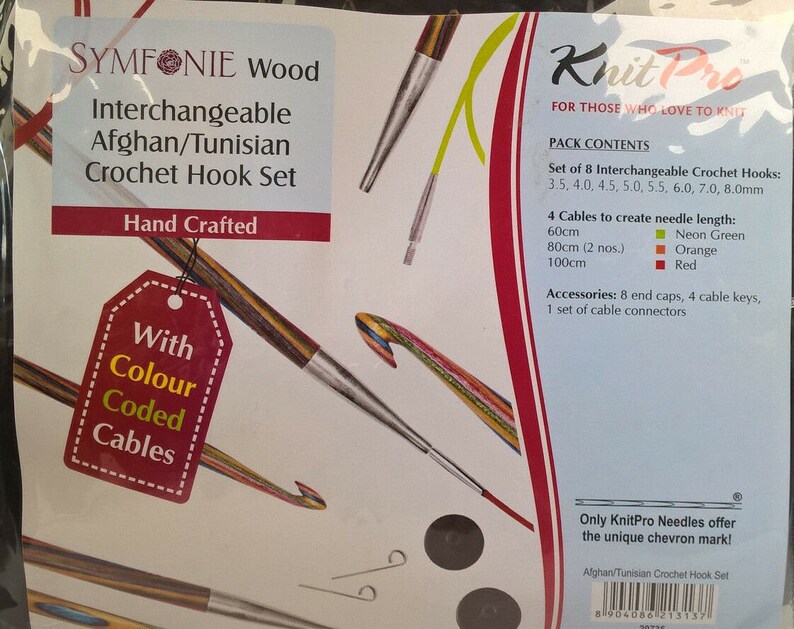 SYMFONIE Wood
Interchangeable
Afghan/Tunisian
Crochet Hook Set
Hand Crafted
With
Colour
Coded
Cables
KnitPro™
FOR THOSE WHO LOVE TO KNIT
PACK CONTENTS
Set of 8 Interchangeable Crochet Hooks:
3.5, 4.0, 4.5, 5.0, 5.5, 6.0, 7.0, 8.0mm
4 Cables to create needle length:
60cm Neon Green
80cm (2 nos.) Orange
100cm Red
Accessories: 8 end caps, 4 cable keys,
1 set of cable connectors
®
Only KnitPro Needles offer
the unique chevron mark!
Afghan/Tunisian Crochet Hook Set
8 904086 213137